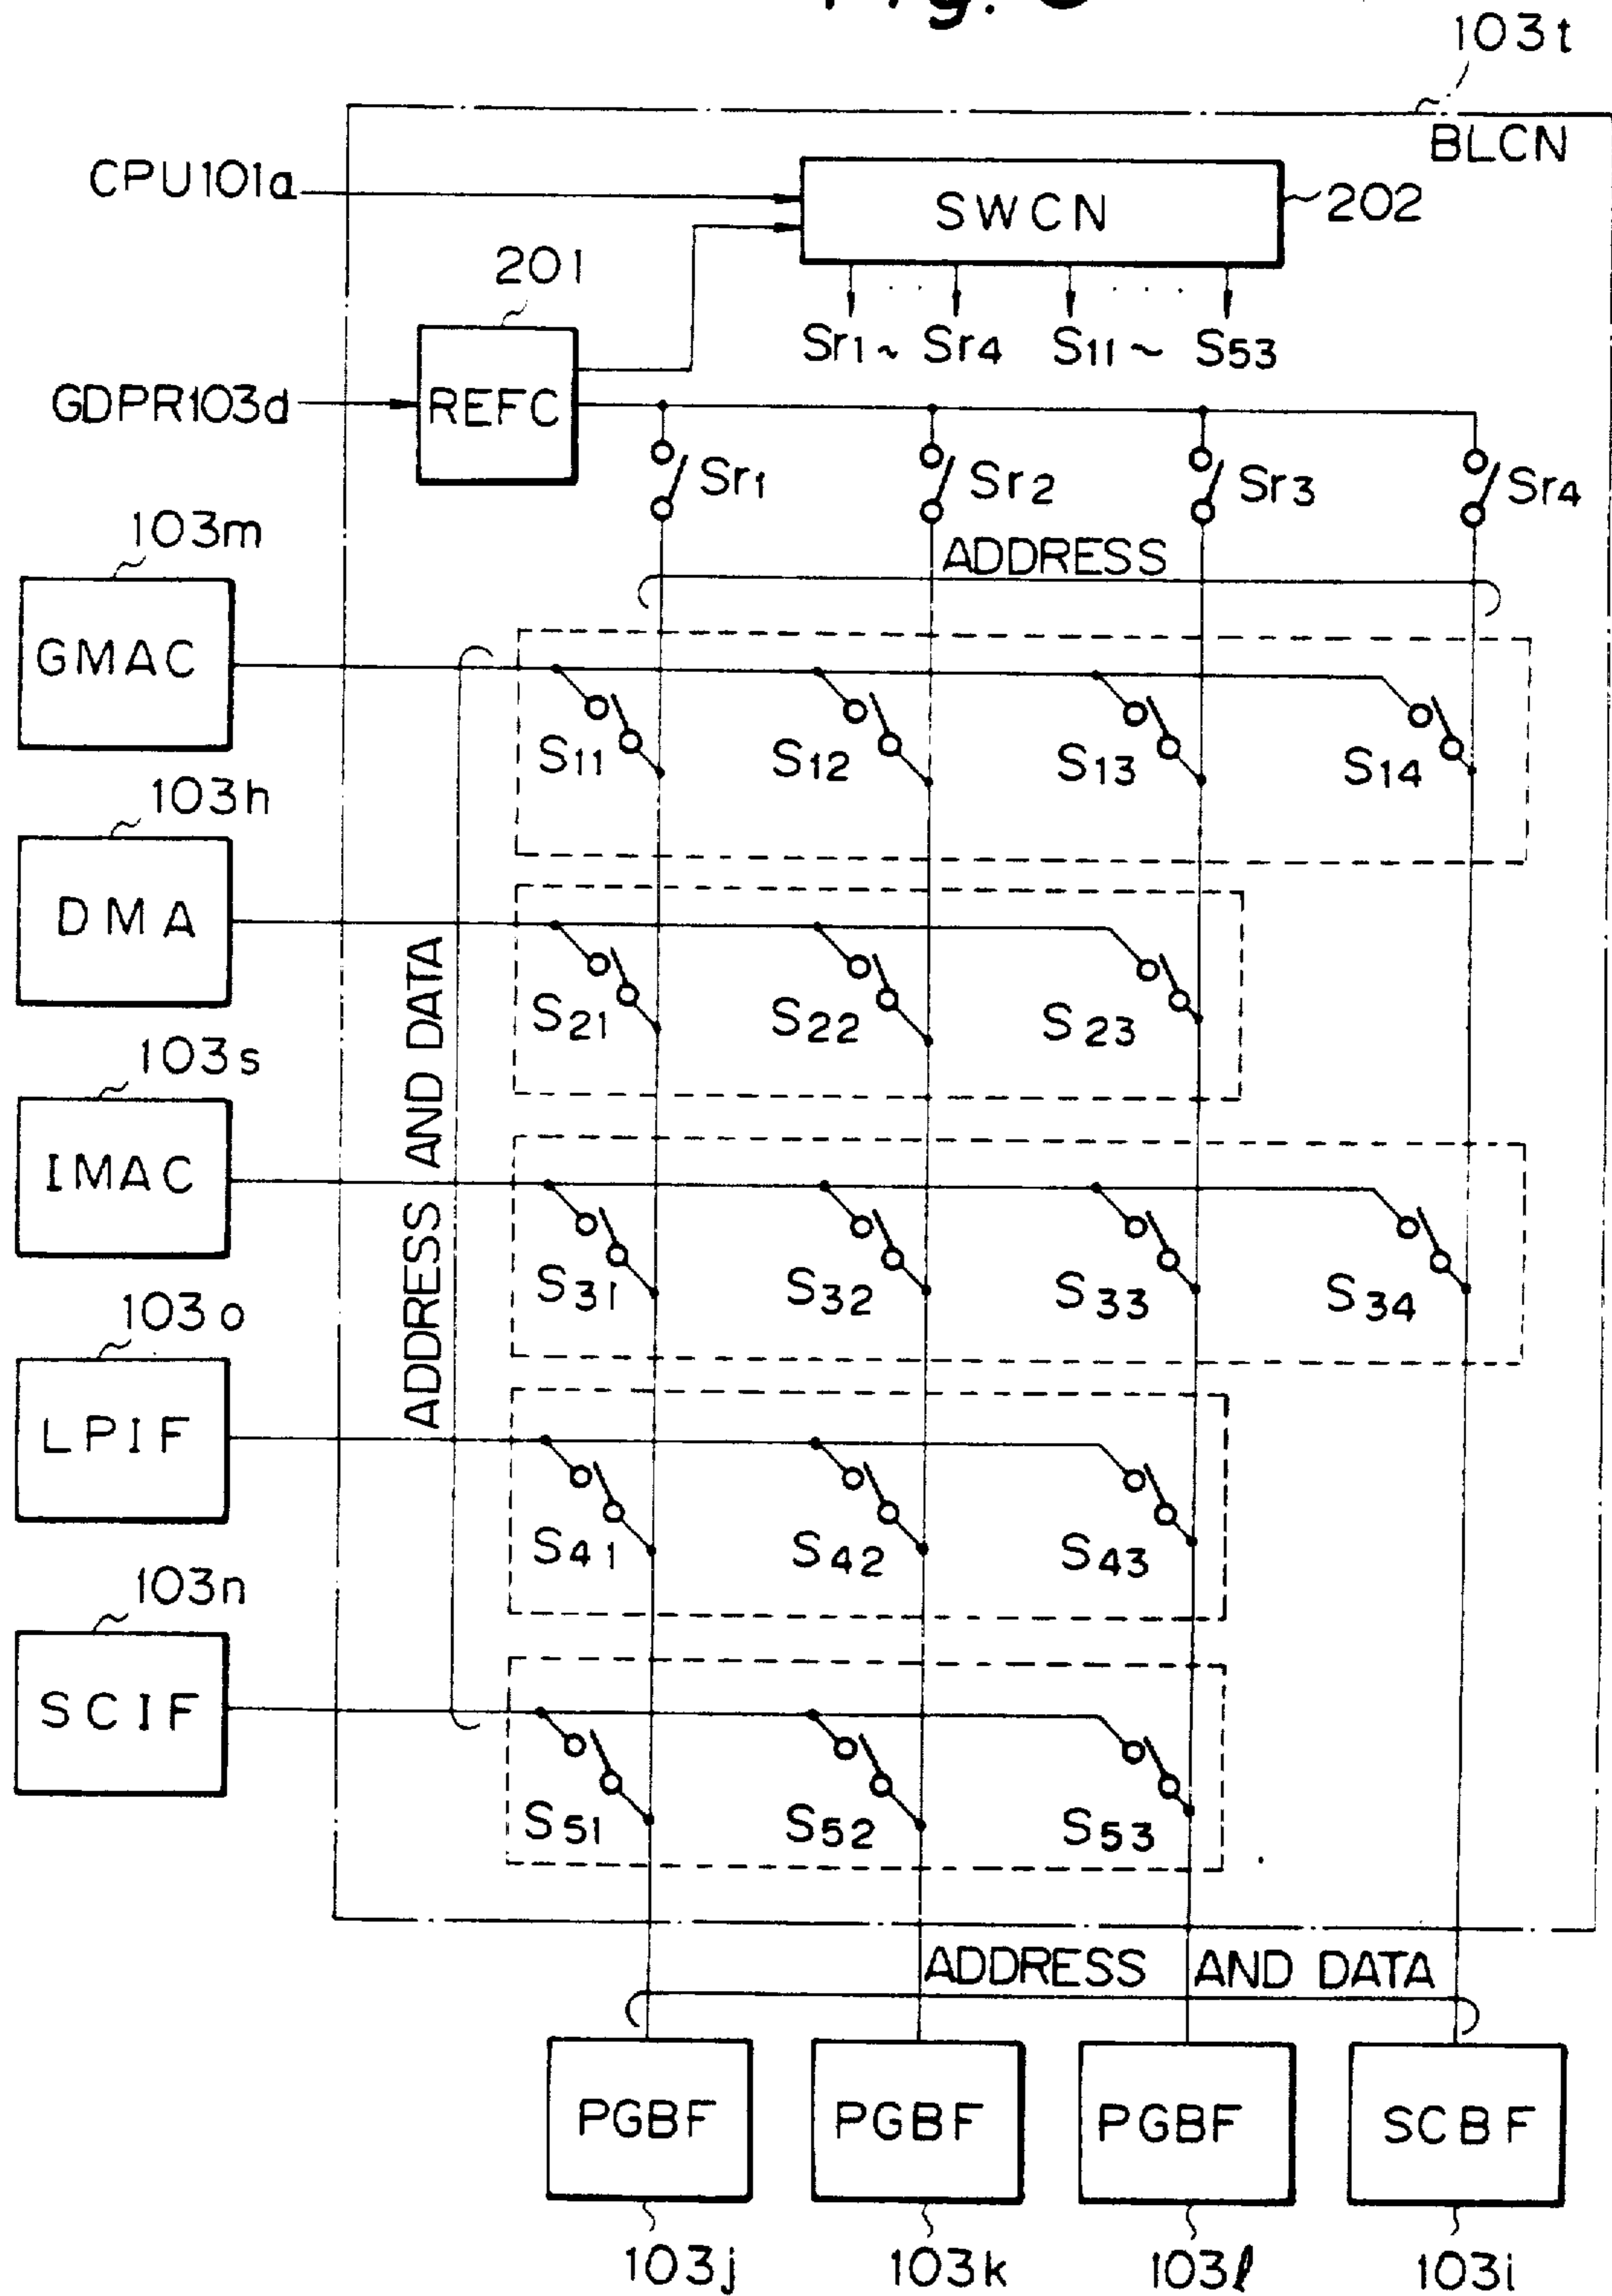 103t
BLCN
CPU101a
SWCN
202
201
Sr1 ~ Sr4 S11 ~ S53
GDPR103d
REFC
Sr1 Sr2 Sr3 Sr4
ADDRESS
103m
GMAC
S11 S12 S13 S14
103h
DMA
S21 S22 S23
ADDRESS AND DATA
103s
IMAC
S31 S32 S33 S34
103o
LPIF
S41 S42 S43
103n
SCIF
S51 S52 S53
ADDRESS AND DATA
PGBF PGBF PGBF SCBF
103j 103k 103ℓ 103i